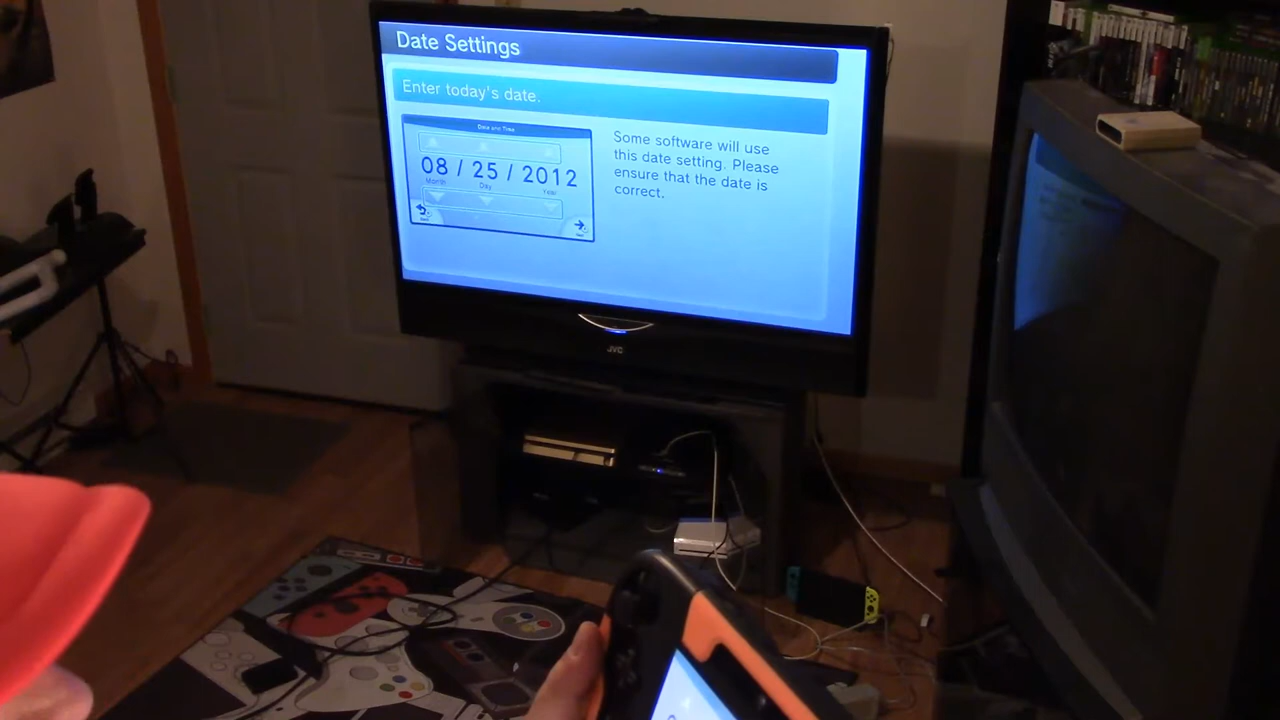 Date Settings
Enter today's date.
Date and Time
08 / 25 / 2012
Month Day Year
Some software will use
this date setting. Please
ensure that the date is
correct.
JVC